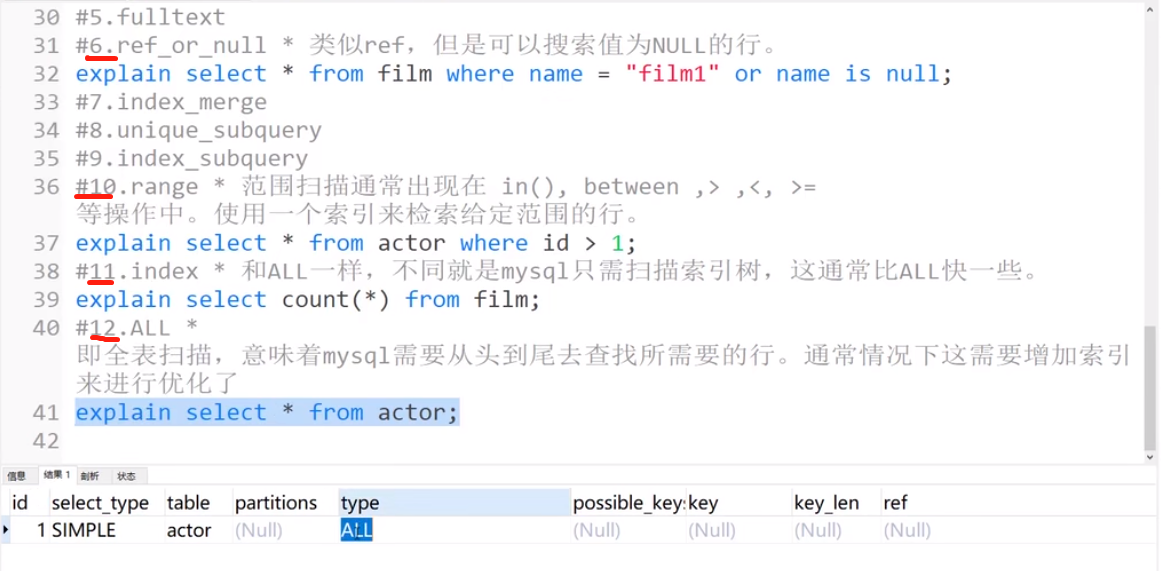 30 #5.fulltext
31 #6.ref_or_null * 类似ref，但是可以搜索值为NULL的行。
32 explain select * from film where name = "film1" or name is null;
33 #7.index_merge
34 #8.unique_subquery
35 #9.index_subquery
36 #10.range * 范围扫描通常出现在 in(), between ,> ,<, >=
等操作中。使用一个索引来检索给定范围的行。
37 explain select * from actor where id > 1;
38 #11.index * 和ALL一样，不同就是mysql只需扫描索引树，这通常比ALL快一些。
39 explain select count(*) from film;
40 #12.ALL *
即全表扫描，意味着mysql需要从头到尾去查找所需要的行。通常情况下这需要增加索引
来进行优化了
41 explain select * from actor;
42
信息 结果 1 剖析 状态
id select_type table partitions type possible_keys key key_len ref
1 SIMPLE actor (Null) ALL (Null) (Null) (Null) (Null)